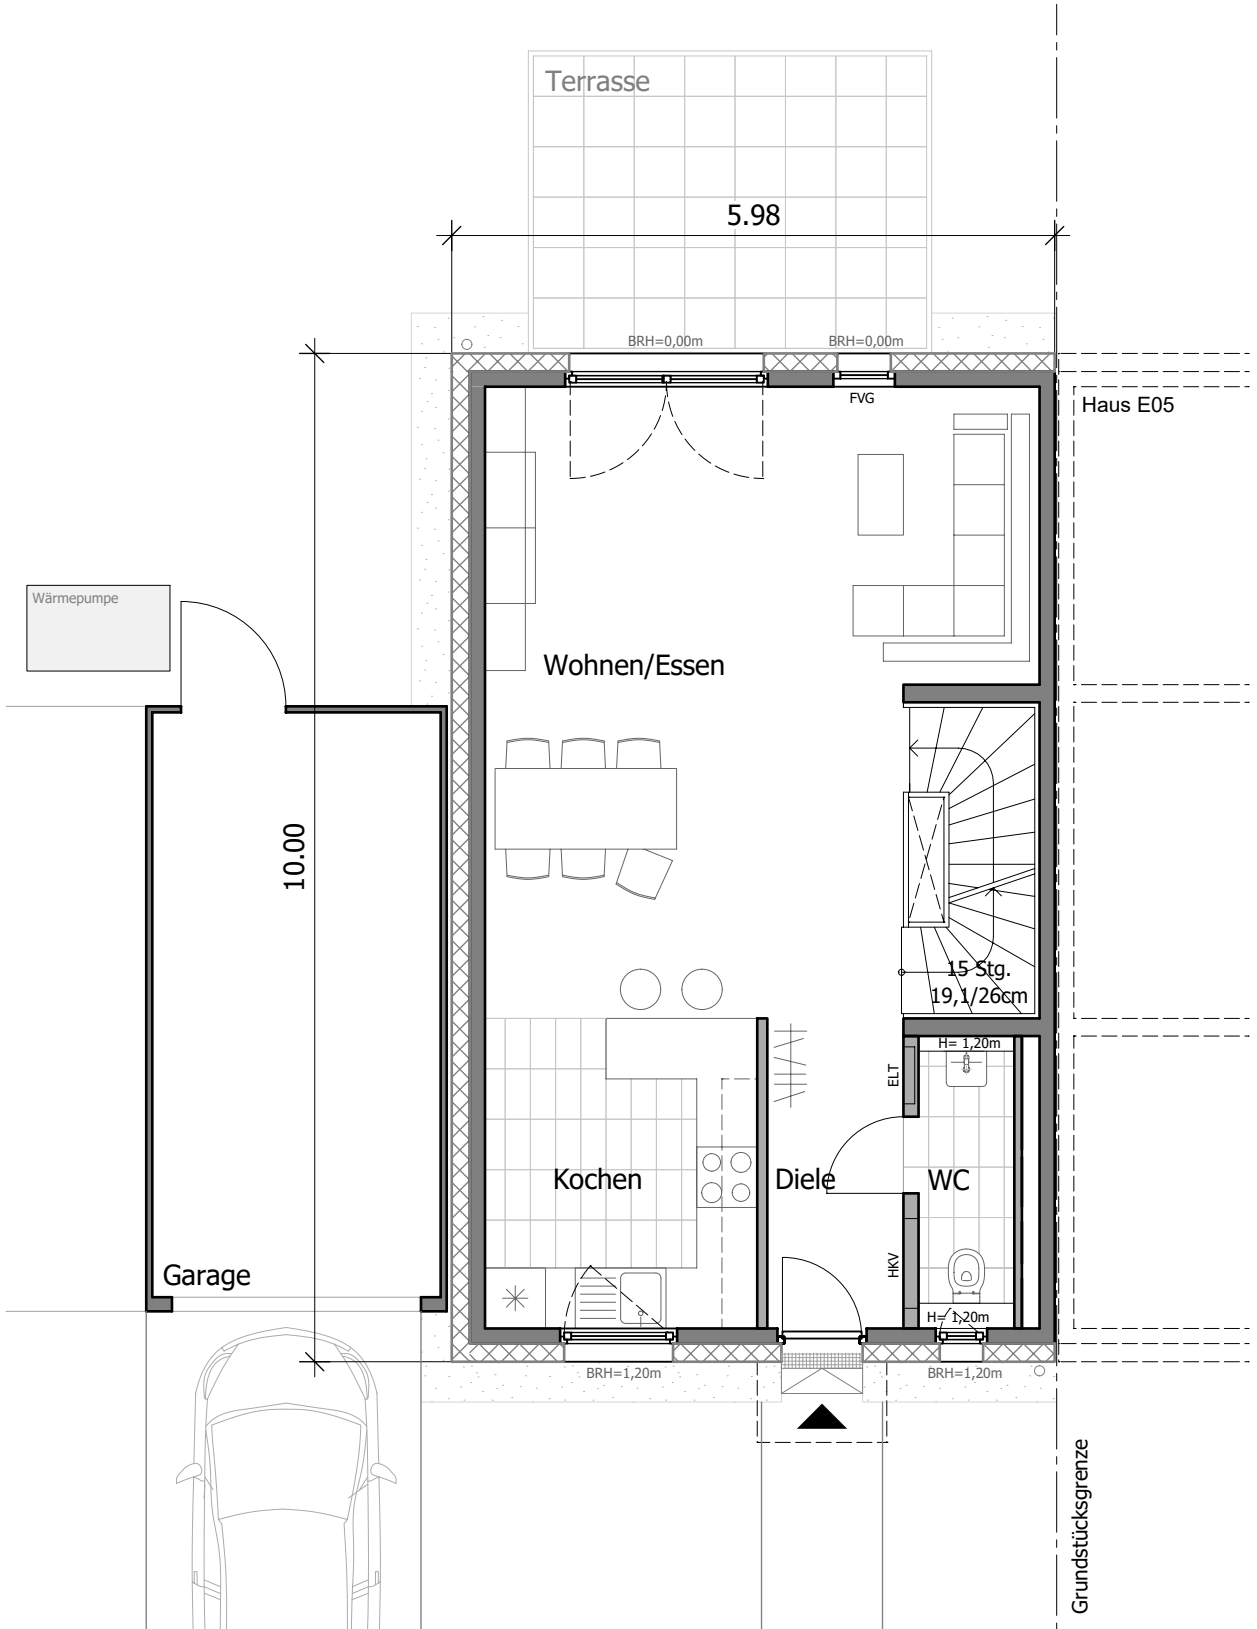 Terrasse
5.98
BRH=0,00m
BRH=0,00m
FVG
Haus E05
Wärmepumpe
Wohnen/Essen
10.00
15 Stg.
19,1/26cm
H= 1,20m
ELT
Kochen
Diele
WC
HKV
Garage
H= 1,20m
BRH=1,20m
BRH=1,20m
Grundstücksgrenze